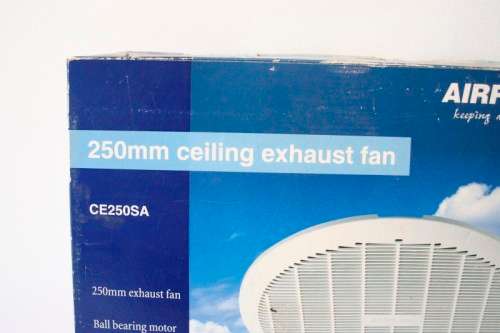 AIRF
keeping a
250mm ceiling exhaust fan
CE250SA
250mm exhaust fan
Ball bearing motor